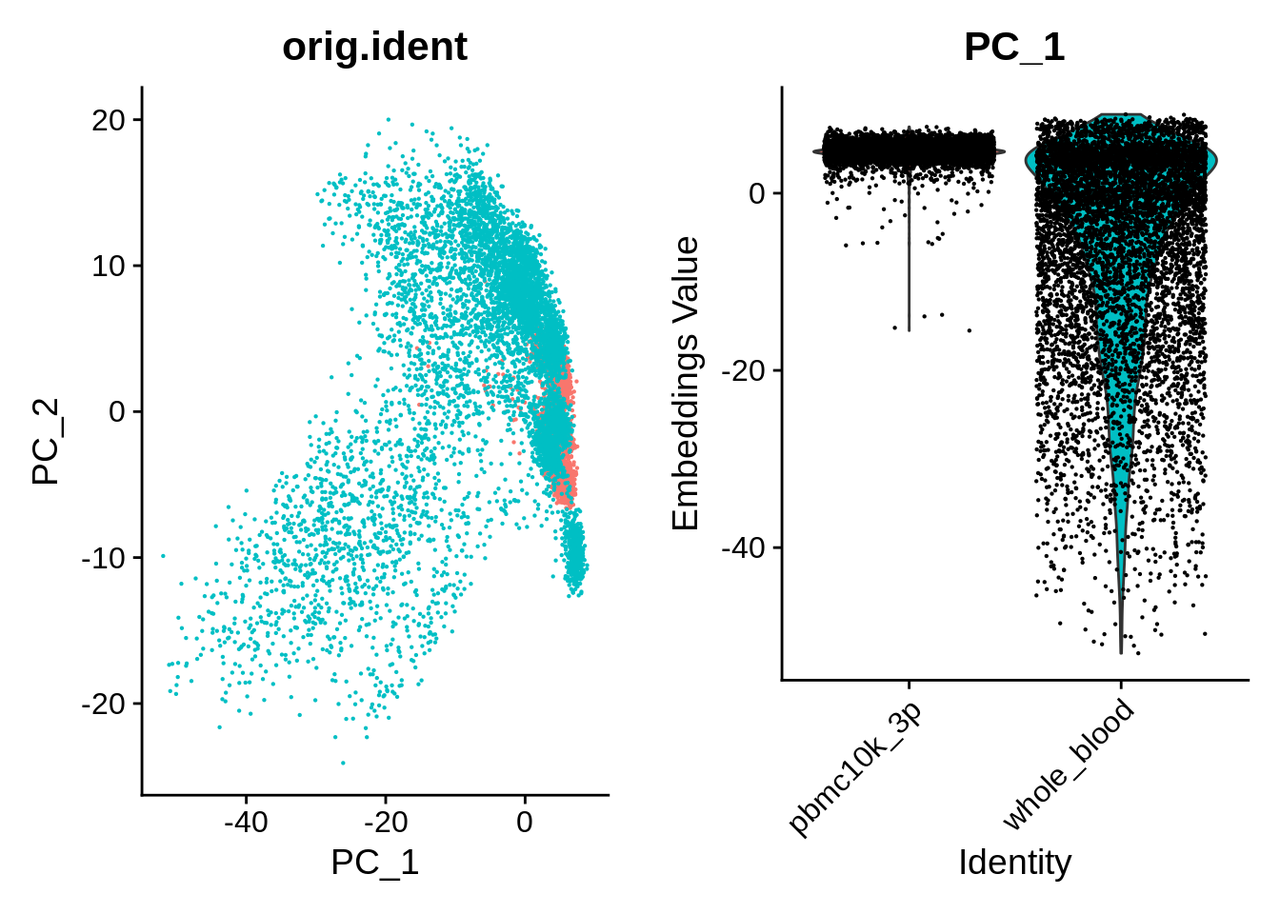 orig.ident
PC_2
20
10
0
-10
-20
-40
-20
0
PC_1
PC_1
Embeddings Value
0
-20
-40
pbmc10k_3p
whole_blood
Identity